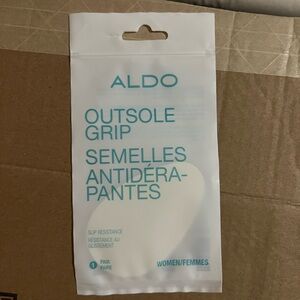 ALDO
OUTSOLE
GRIP
SEMELLES
ANTIDÉRA-
PANTES
SLIP RESISTANCE
RÉSISTANCE AU
GLISSEMENT
1 PAIR
PAIRE
WOMEN/FEMMES